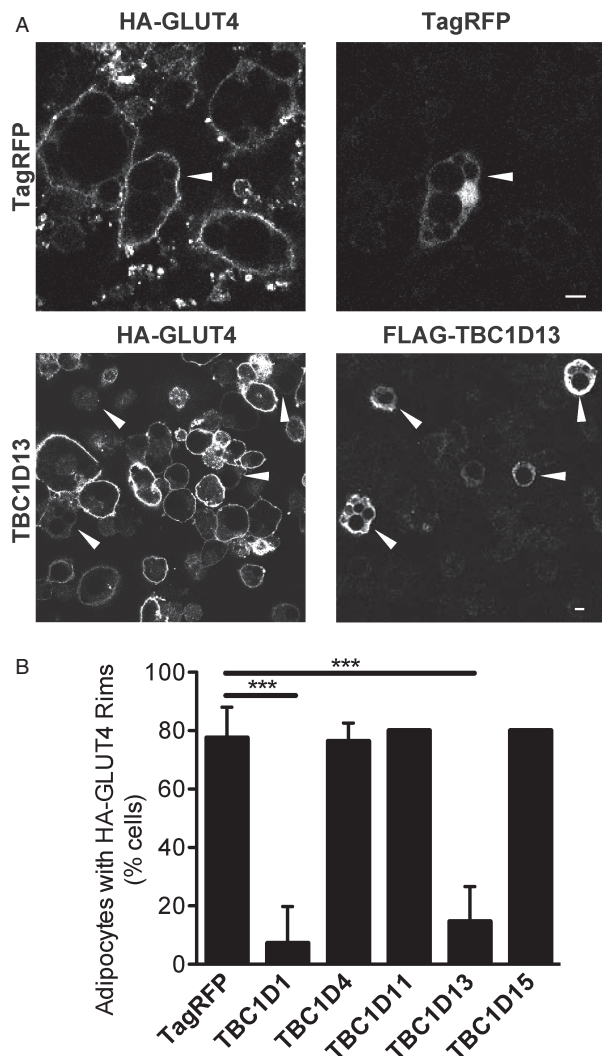 A
HA-GLUT4
TagRFP
TagRFP
HA-GLUT4
FLAG-TBC1D13
TBC1D13
B
***
***
Adipocytes with HA-GLUT4 Rims
(% cells)
100
80
60
40
20
0
TagRFP
TBC1D1
TBC1D4
TBC1D11
TBC1D13
TBC1D15